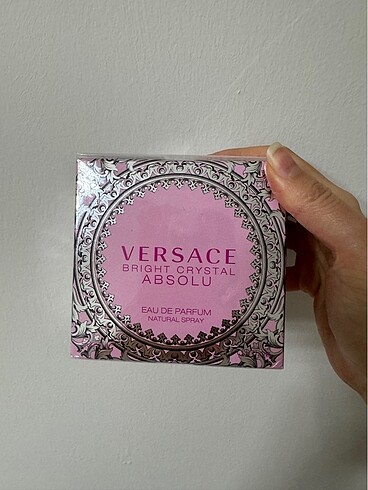 VERSACE
BRIGHT CRYSTAL
ABSOLU
EAU DE PARFUM
NATURAL SPRAY